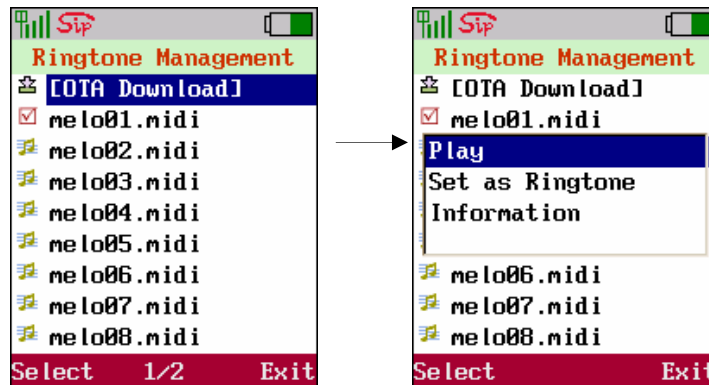 Sip
Ringtone Management
[OTA Download]
melo01.midi
melo02.midi
melo03.midi
melo04.midi
melo05.midi
melo06.midi
melo07.midi
melo08.midi
Select 1/2 Exit
Sip
Ringtone Management
[OTA Download]
melo01.midi
Play
Set as Ringtone
Information
melo06.midi
melo07.midi
melo08.midi
Select Exit